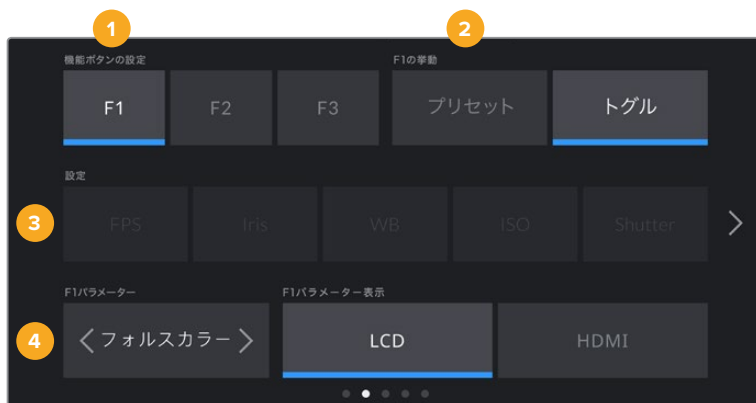 1
2
機能ボタンの設定
F1の挙動
F1
F2
F3
プリセット
トグル
設定
3
FPS
Iris
WB
ISO
Shutter
F1パラメーター
F1パラメーター表示
4
フォルスカラー
LCD
HDMI